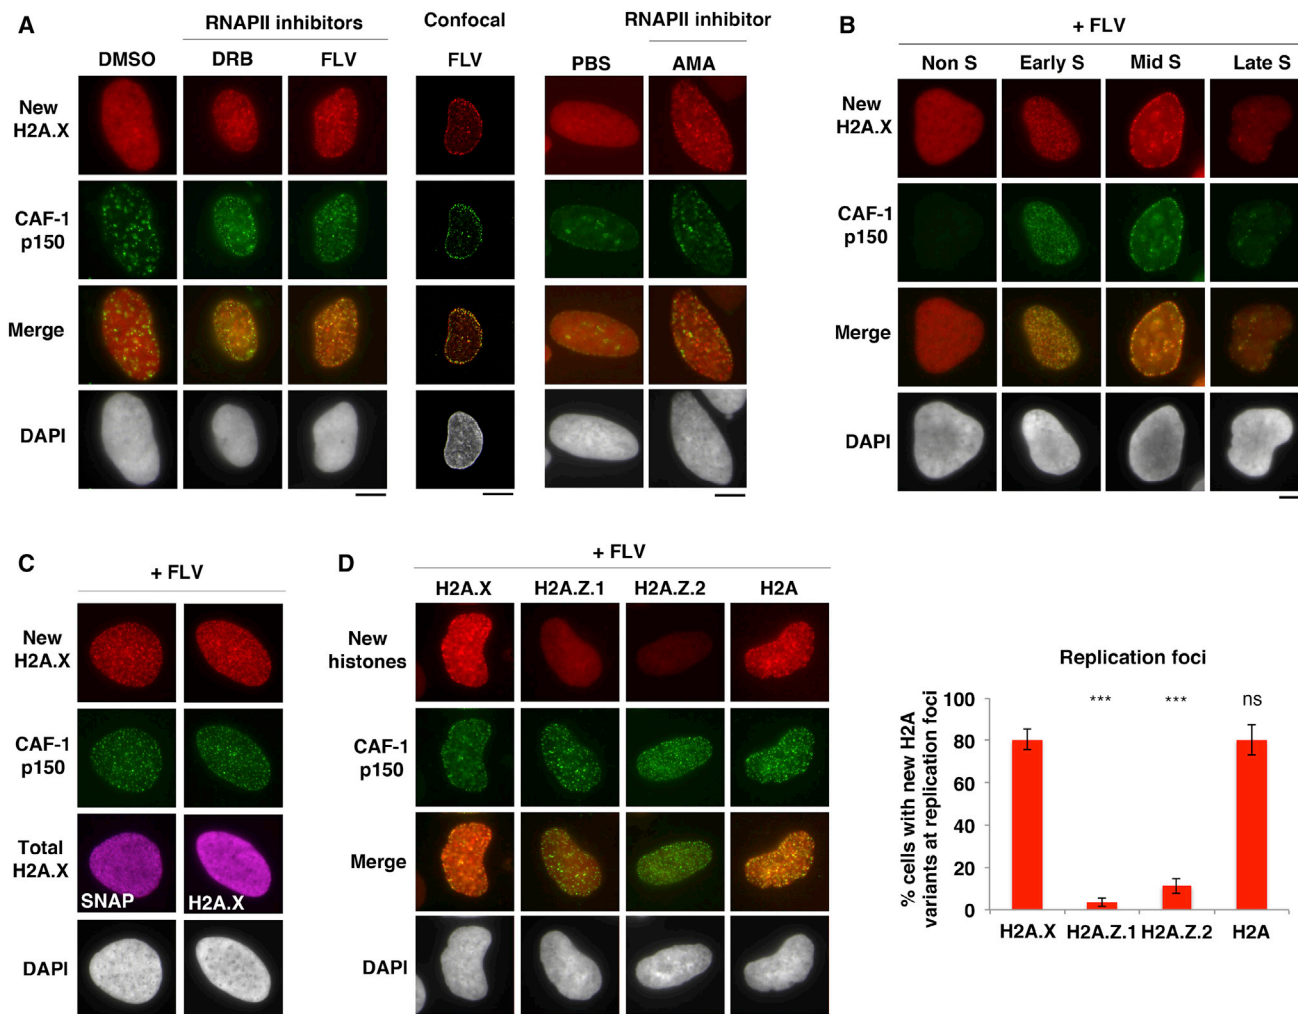 A
RNAPII inhibitors
Confocal
RNAPII inhibitor
DMSO
DRB
FLV
FLV
PBS
AMA
New
H2A.X
CAF-1
p150
Merge
DAPI
B
+ FLV
Non S
Early S
Mid S
Late S
New
H2A.X
CAF-1
p150
Merge
DAPI
C
+ FLV
New
H2A.X
CAF-1
p150
Total
H2A.X
SNAP
H2A.X
DAPI
D
+ FLV
H2A.X
H2A.Z.1
H2A.Z.2
H2A
New
histones
CAF-1
p150
Merge
DAPI
Replication foci
% cells with new H2A
variants at replication foci
100
80
60
40
20
0
***
***
ns
H2A.X
H2A.Z.1
H2A.Z.2
H2A